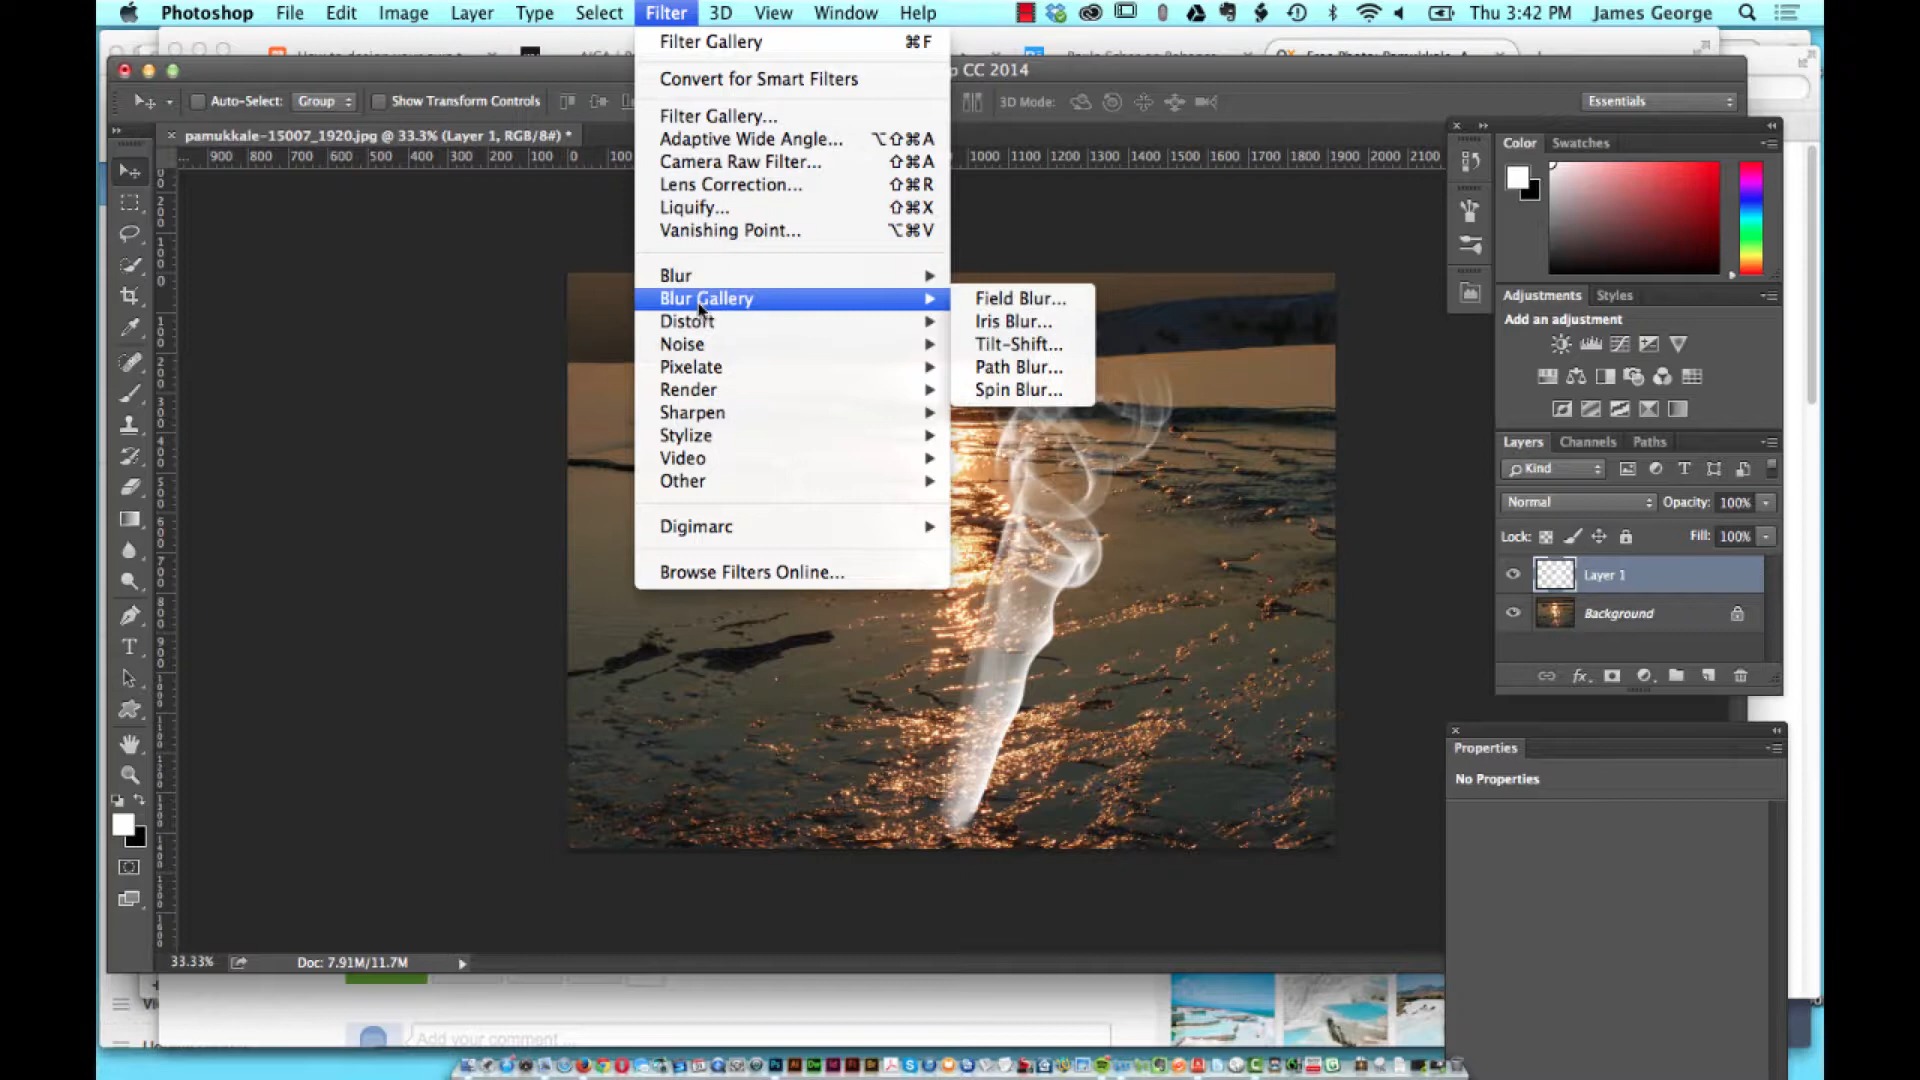 Photoshop File Edit Image Layer Type Select Filter 3D View Window Help Thu 3:42 PM James George
Filter Gallery ⌘F
Convert for Smart Filters
Filter Gallery...
Adaptive Wide Angle... ⌥⇧⌘A
Camera Raw Filter... ⇧⌘A
Lens Correction... ⇧⌘R
Liquify... ⇧⌘X
Vanishing Point... ⌥⌘V
Blur
Blur Gallery
Distort
Noise
Pixelate
Render
Sharpen
Stylize
Video
Other
Digimarc
Browse Filters Online...
Field Blur...
Iris Blur...
Tilt-Shift...
Path Blur...
Spin Blur...
CC 2014
Auto-Select: Group Show Transform Controls 3D Mode: Essentials
pamukkale-15007_1920.jpg @ 33.3% (Layer 1, RGB/8#) *
900 800 700 600 500 400 300 200 100 0 100 1000 1100 1200 1300 1400 1500 1600 1700 1800 1900 2000 2100
Color Swatches
Adjustments Styles
Add an adjustment
Layers Channels Paths
Kind
Normal Opacity: 100%
Lock: Fill: 100%
Layer 1
Background
Properties
No Properties
33.33% Doc: 7.91M/11.7M
Add your comment ...